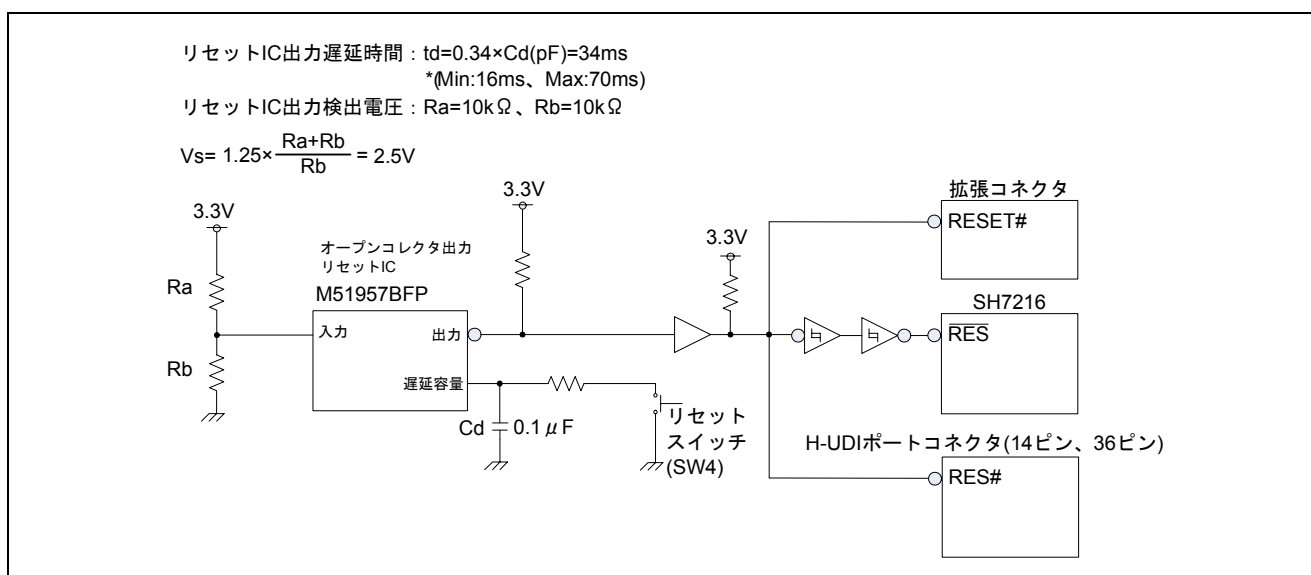 リセットIC出力遅延時間：td=0.34×Cd(pF)=34ms
*(Min:16ms、Max:70ms)
リセットIC出力検出電圧：Ra=10kΩ、Rb=10kΩ
Vs= 1.25× Ra+Rb / Rb = 2.5V
3.3V
3.3V
3.3V
オープンコレクタ出力
リセットIC
M51957BFP
Ra
Rb
入力
出力
遅延容量
Cd
0.1μF
リセット
スイッチ
(SW4)
拡張コネクタ
RESET#
SH7216
RES
H-UDIポートコネクタ(14ピン、36ピン)
RES#